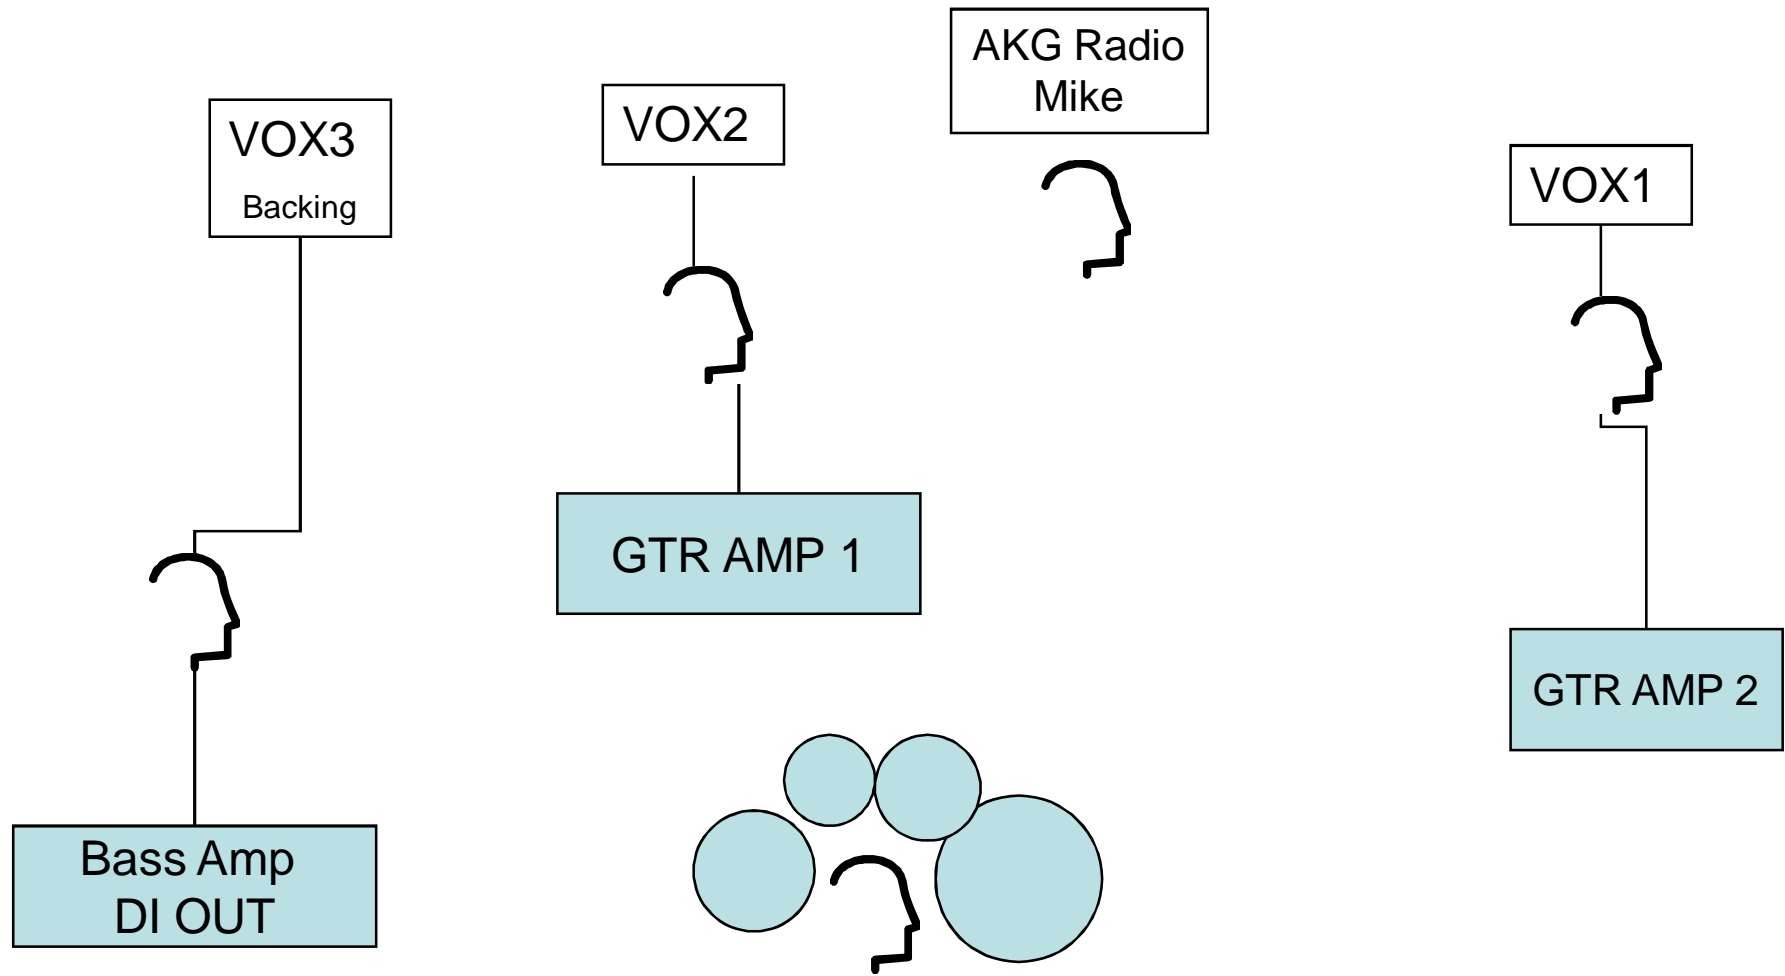 AKG Radio
Mike
VOX3
Backing
VOX2
VOX1
GTR AMP 1
GTR AMP 2
Bass Amp
DI OUT